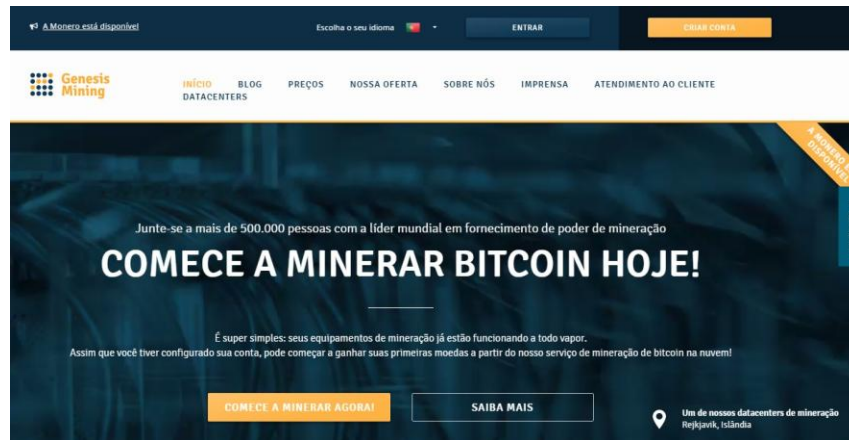 A Monero está disponível
Escolha o seu idioma
ENTRAR
CRIAR CONTA
Genesis
Mining
INÍCIO BLOG PREÇOS NOSSA OFERTA SOBRE NÓS IMPRENSA ATENDIMENTO AO CLIENTE
DATACENTERS
A MONERO É
DISPONÍVEL
Junte-se a mais de 500.000 pessoas com a líder mundial em fornecimento de poder de mineração
COMECE A MINERAR BITCOIN HOJE!
É super simples: seus equipamentos de mineração já estão funcionando a todo vapor.
Assim que você tiver configurado sua conta, pode começar a ganhar suas primeiras moedas a partir do nosso serviço de mineração de bitcoin na nuvem!
COMECE A MINERAR AGORA!
SAIBA MAIS
Um de nossos datacenters de mineração
Rejkjavik, Islândia